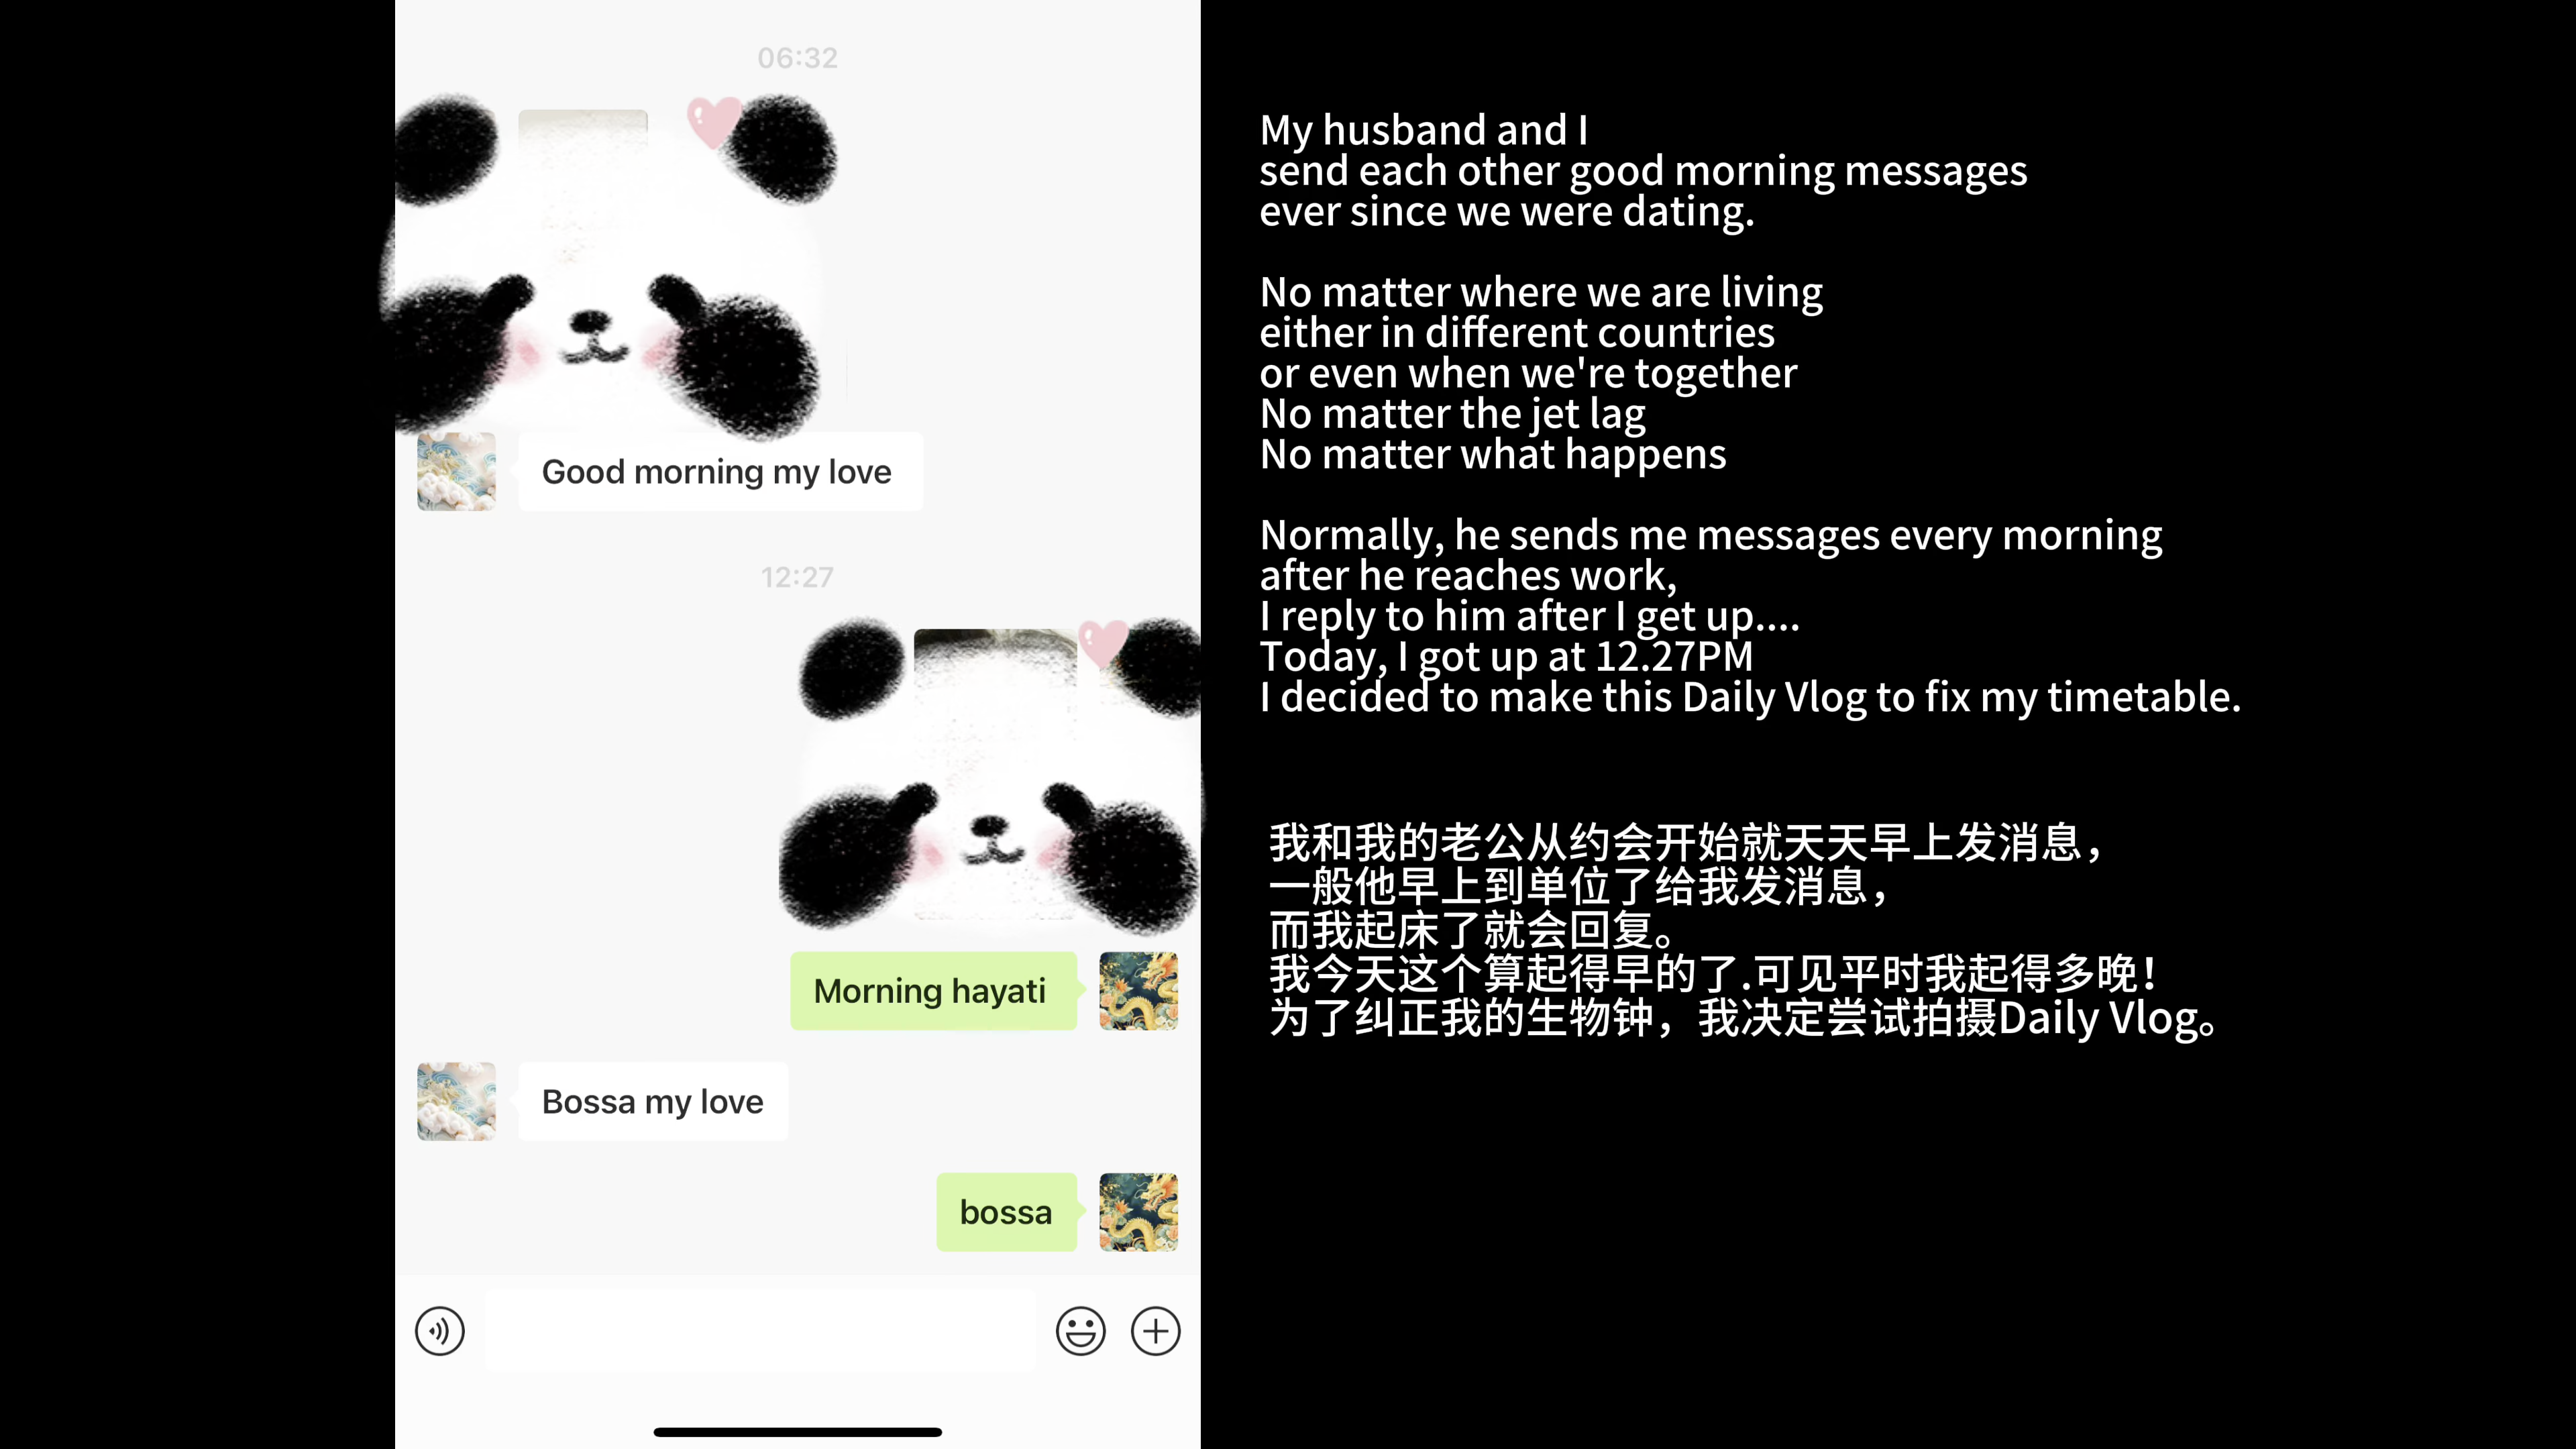 06:32
Good morning my love
12:27
Morning hayati
Bossa my love
bossa
My husband and I
send each other good morning messages
ever since we were dating.
No matter where we are living
either in different countries
or even when we're together
No matter the jet lag
No matter what happens
Normally, he sends me messages every morning
after he reaches work,
I reply to him after I get up....
Today, I got up at 12.27PM
I decided to make this Daily Vlog to fix my timetable.
我和我的老公从约会开始就天天早上发消息，
一般他早上到单位了给我发消息，
而我起床了就会回复。
我今天这个算起得早的了.可见平时我起得多晚！
为了纠正我的生物钟，我决定尝试拍摄Daily Vlog。